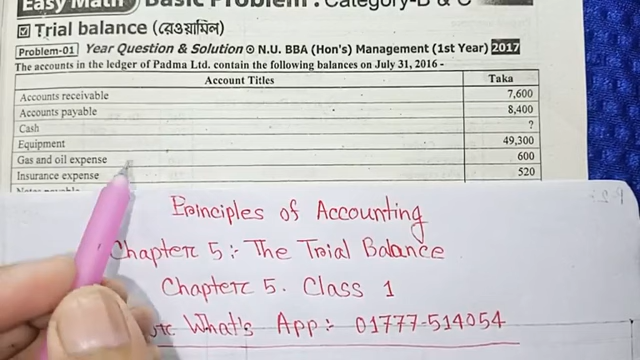 Easy Math Basic Problem : Category-B & C
Trial balance (রেওয়ামিল)
Problem-01 Year Question & Solution ⊙ N.U. BBA (Hon's) Management (1st Year) 2017
The accounts in the ledger of Padma Ltd. contain the following balances on July 31, 2016 -
Account Titles Taka
Accounts receivable 7,600
Accounts payable 8,400
Cash ?
Equipment 49,300
Gas and oil expense 600
Insurance expense 520
Principles of Accounting
Chapter 5 : The Trial Balance
Chapter 5. Class 1
What's App :- 01777-514054